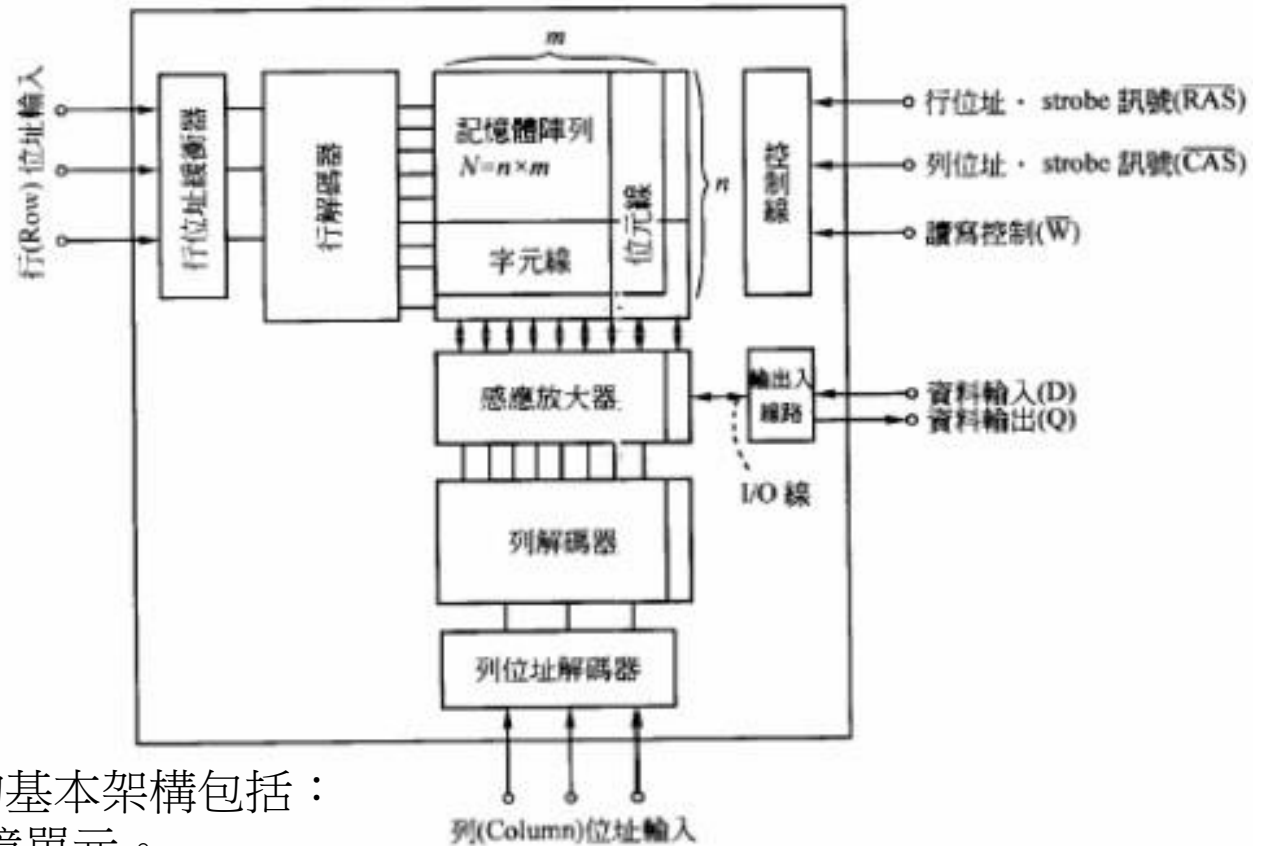 m
行(Row) 位址輸入
行位址緩衝器
行解碼器
記憶體陣列
N=n×m
位元線
字元線
n
控制線
行位址・strobe 訊號(R̅A̅S̅)
列位址・strobe 訊號(C̅A̅S̅)
讀寫控制(W̅)
感應放大器
輸出入
線路
資料輸入(D)
資料輸出(Q)
I/O 線
列解碼器
列位址解碼器
列(Column)位址輸入
基本架構包括：